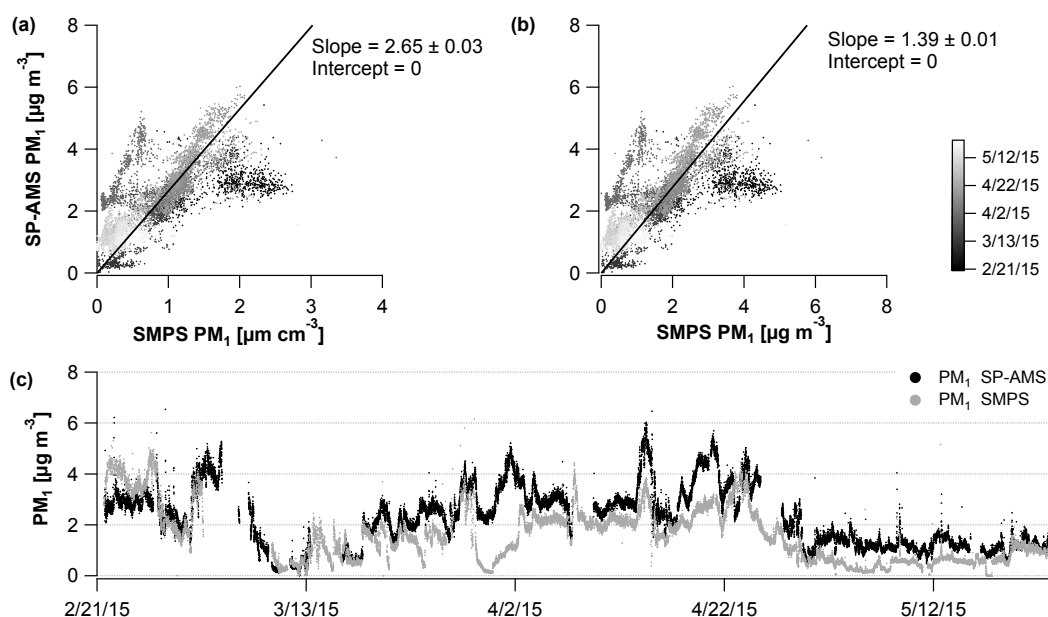 (a)
8
6
4
2
0
SP-AMS PM₁ [µg m⁻³]
Slope = 2.65 ± 0.03
Intercept = 0
0 1 2 3 4
SMPS PM₁ [µm cm⁻³]
(b)
8
6
4
2
0
Slope = 1.39 ± 0.01
Intercept = 0
0 2 4 6 8
SMPS PM₁ [µg m⁻³]
5/12/15
4/22/15
4/2/15
3/13/15
2/21/15
(c)
8
6
4
2
0
PM₁ [µg m⁻³]
PM₁ SP-AMS
PM₁ SMPS
2/21/15 3/13/15 4/2/15 4/22/15 5/12/15